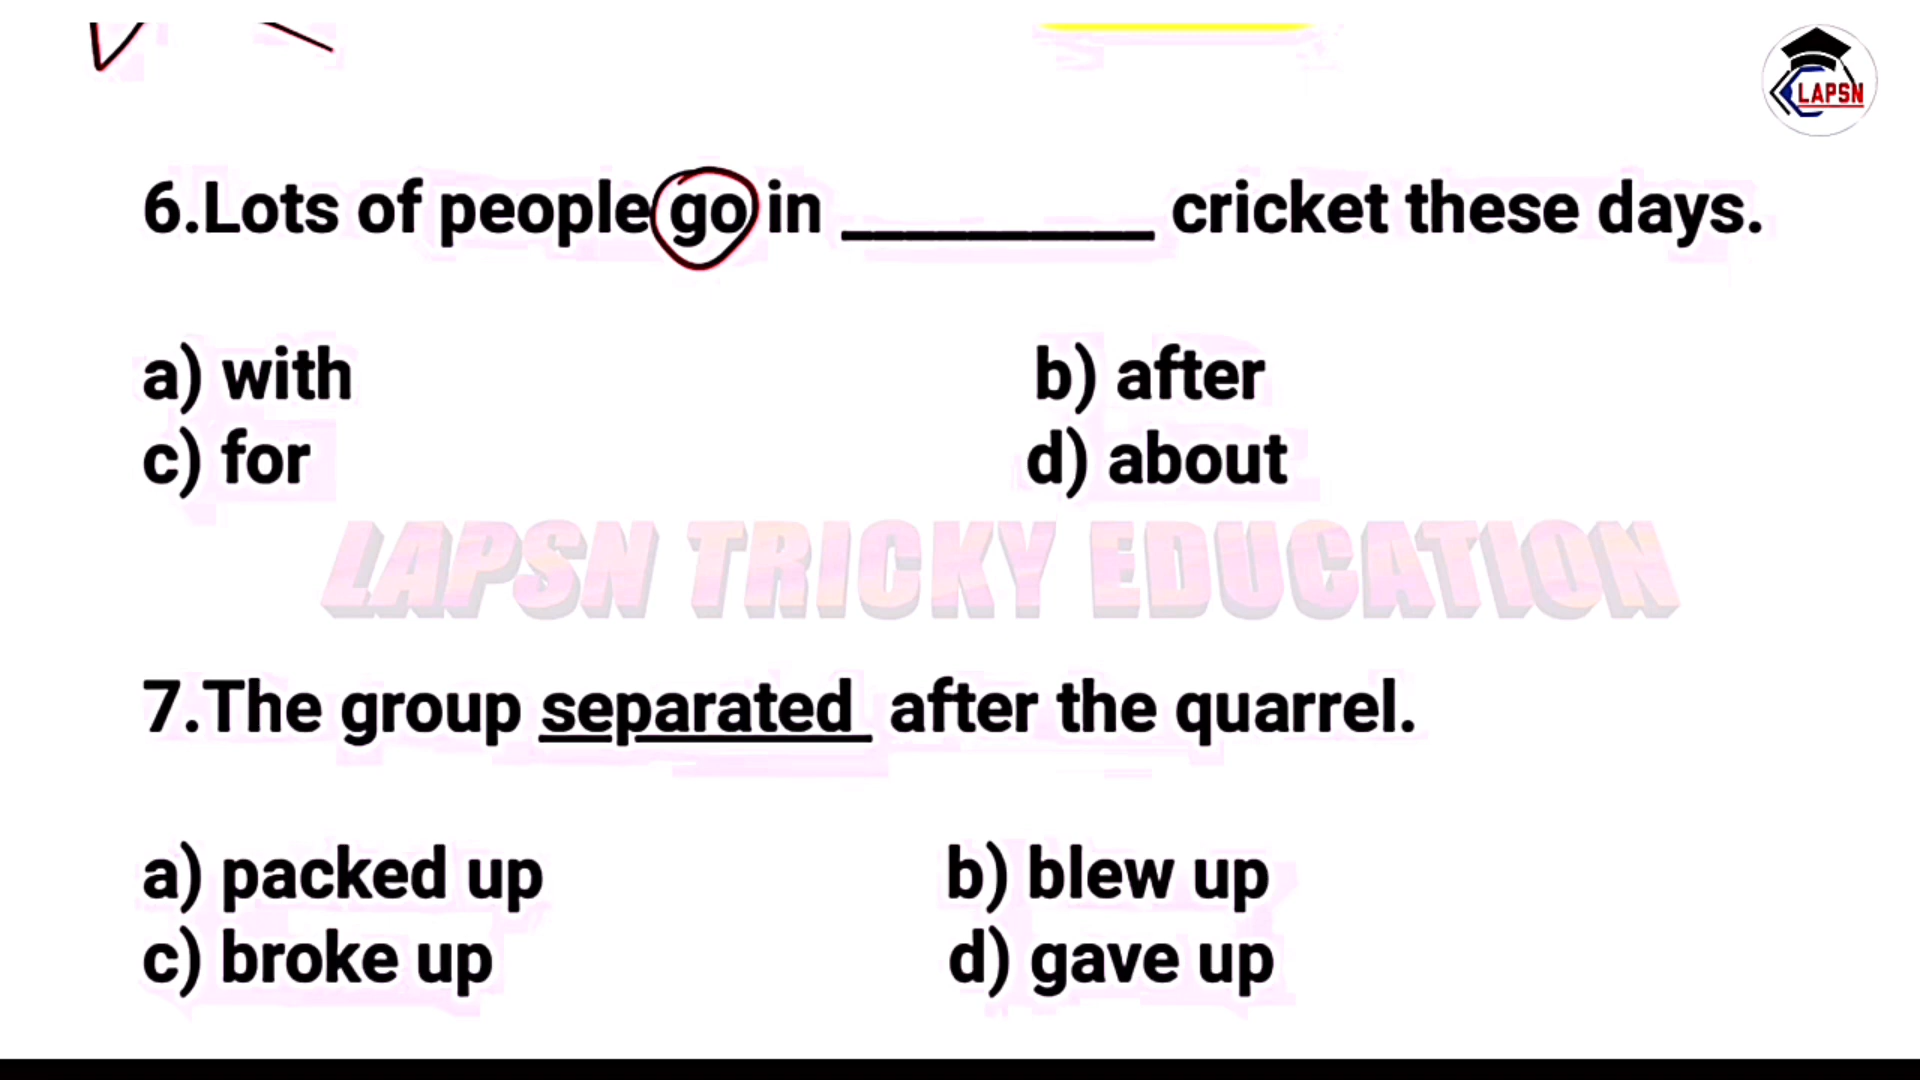 LAPSN
6.Lots of people go in __________ cricket these days.
a) with b) after
c) for d) about
LAPSN TRICKY EDUCATION
7.The group separated after the quarrel.
a) packed up b) blew up
c) broke up d) gave up